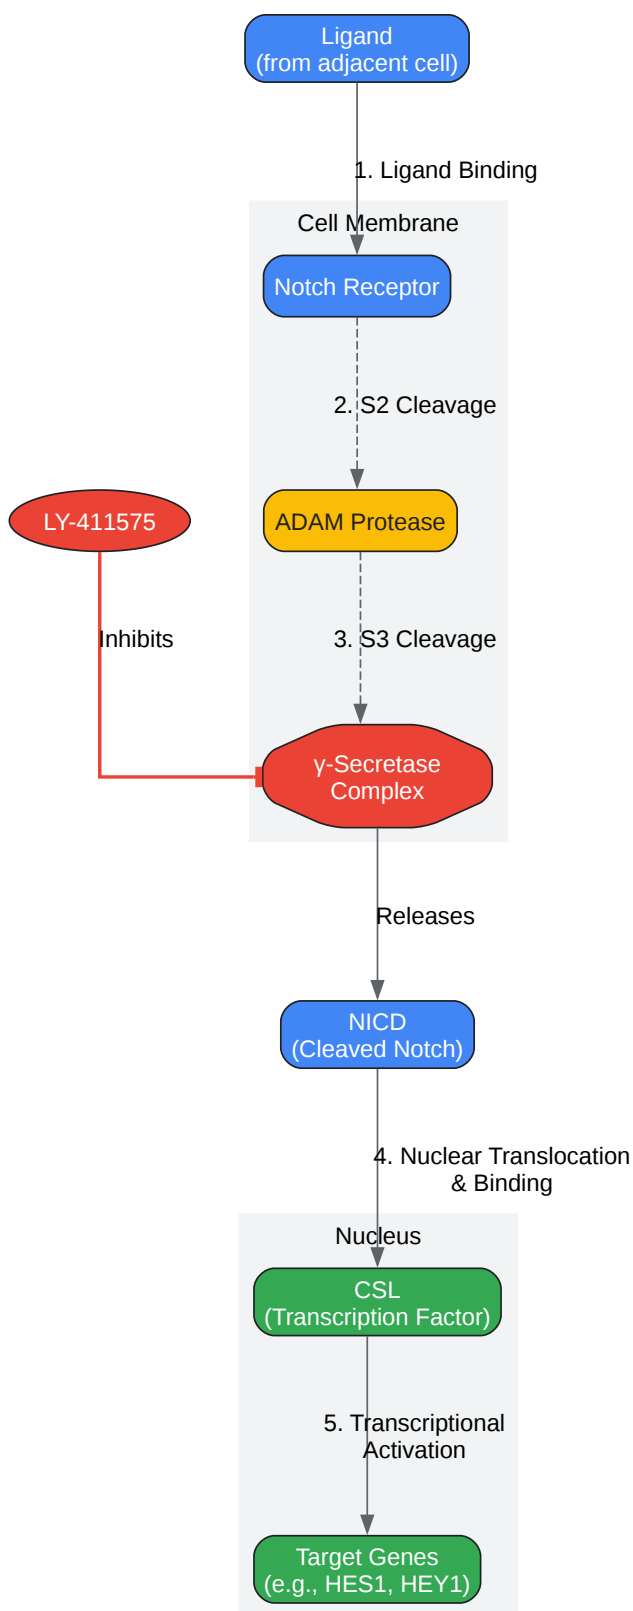 Ligand
(from adjacent cell)
1. Ligand Binding
Cell Membrane
Notch Receptor
2. S2 Cleavage
LY-411575
ADAM Protease
Inhibits
3. S3 Cleavage
γ-Secretase
Complex
Releases
NICD
(Cleaved Notch)
4. Nuclear Translocation
& Binding
Nucleus
CSL
(Transcription Factor)
5. Transcriptional
Activation
Target Genes
(e.g., HES1, HEY1)